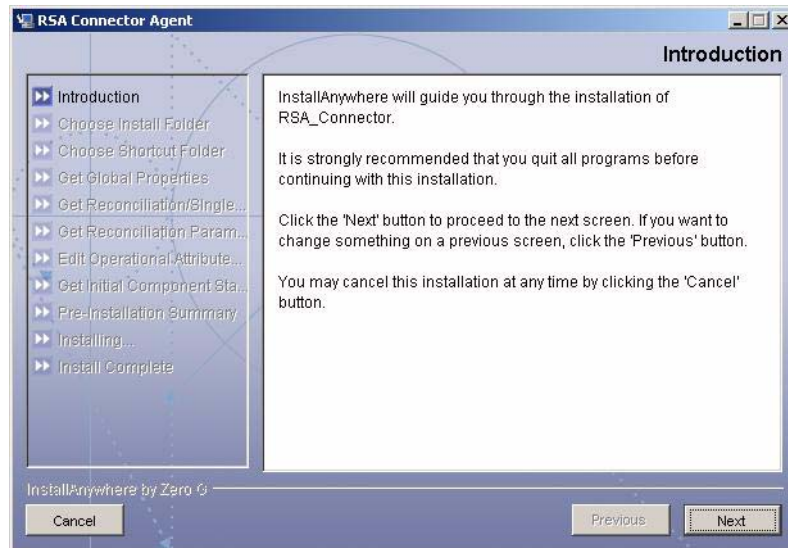 RSA Connector Agent
Introduction
Introduction
Choose Install Folder
Choose Shortcut Folder
Get Global Properties
Get Reconciliation/Single...
Get Reconciliation Param...
Edit Operational Attribute...
Get Initial Component Sta...
Pre-Installation Summary
Installing...
Install Complete
InstallAnywhere will guide you through the installation of
RSA_Connector.
It is strongly recommended that you quit all programs before
continuing with this installation.
Click the 'Next' button to proceed to the next screen. If you want to
change something on a previous screen, click the 'Previous' button.
You may cancel this installation at any time by clicking the 'Cancel'
button.
InstallAnywhere by Zero G
Cancel
Previous
Next